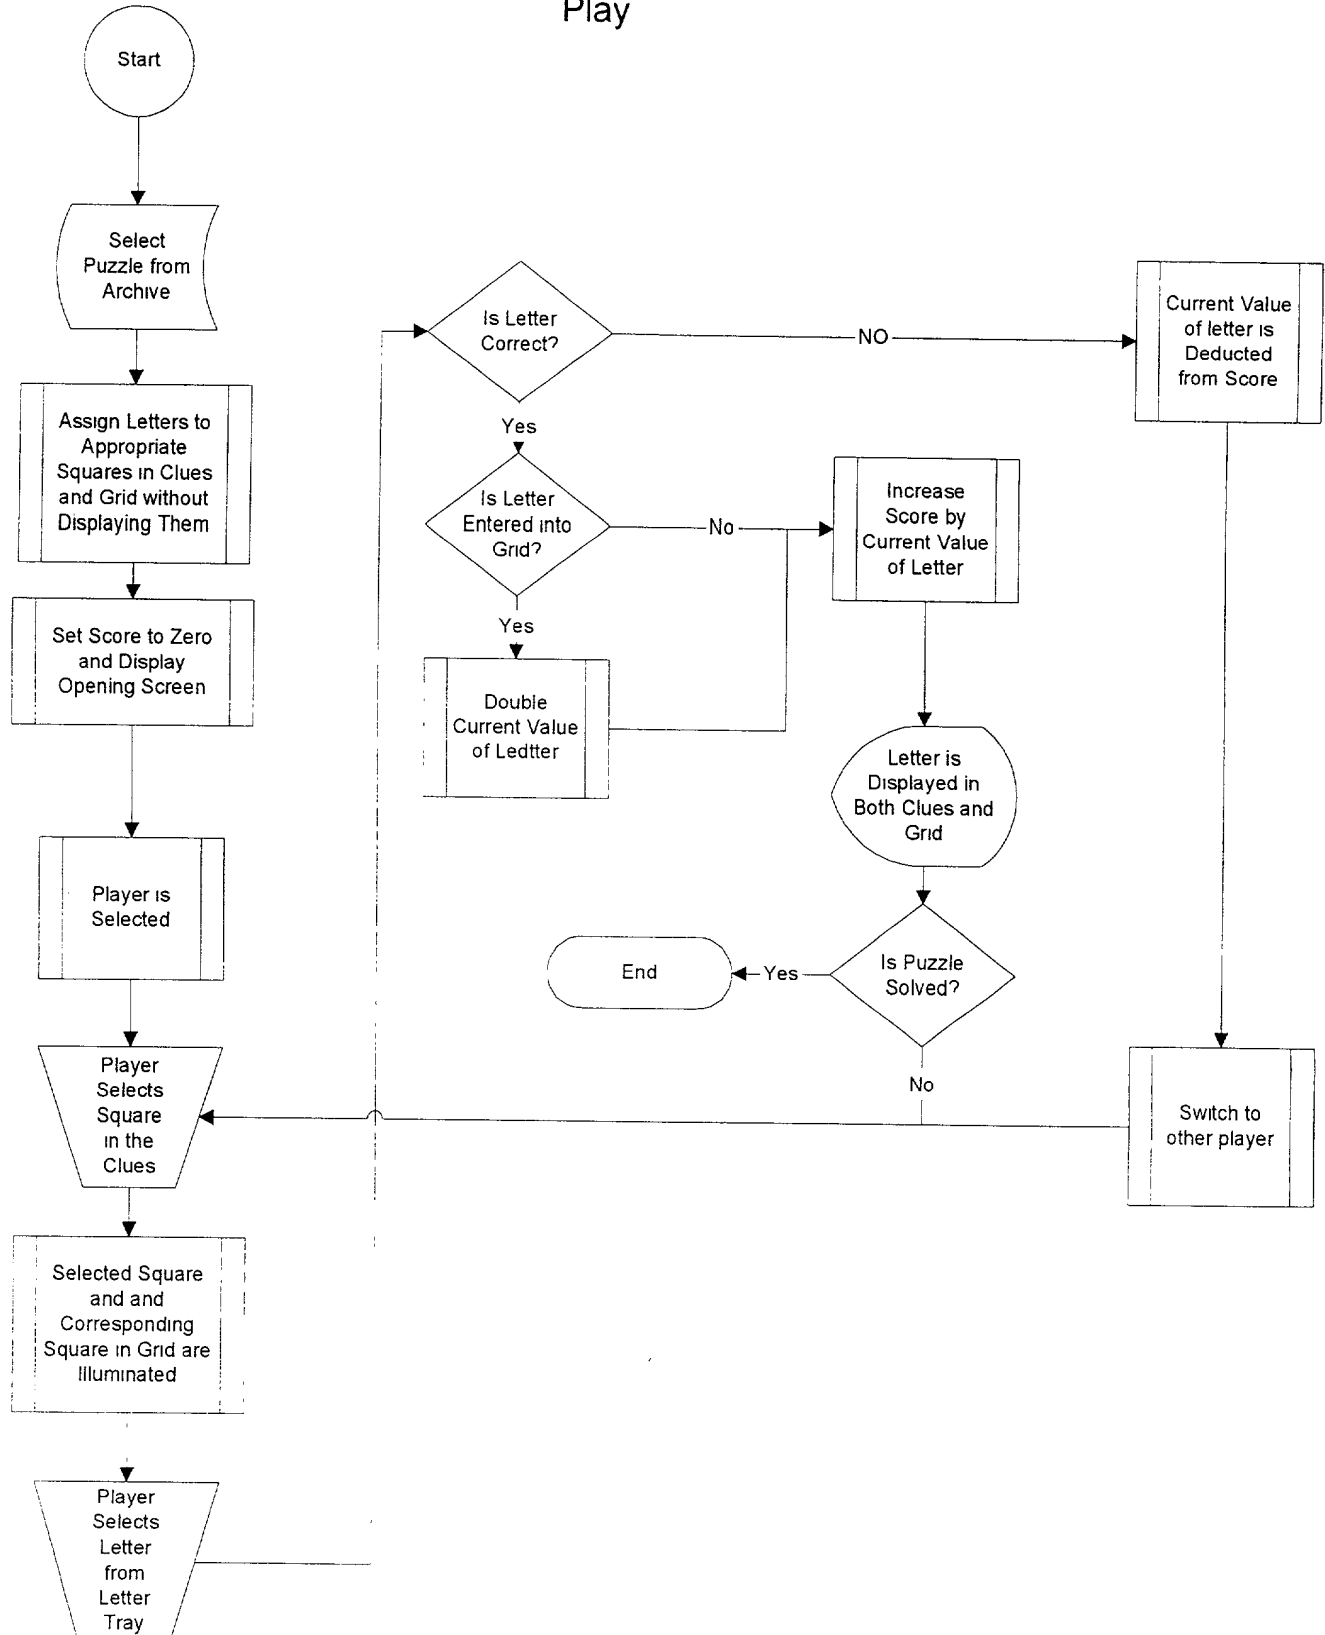 Play
Start
Select
Puzzle from
Archive
Assign Letters to
Appropriate
Squares in Clues
and Grid without
Displaying Them
Set Score to Zero
and Display
Opening Screen
Player is
Selected
Player
Selects
Square
in the
Clues
Selected Square
and and
Corresponding
Square in Grid are
Illuminated
Player
Selects
Letter
from
Letter
Tray
Is Letter
Correct?
NO
Yes
Is Letter
Entered into
Grid?
No
Yes
Double
Current Value
of Ledtter
Increase
Score by
Current Value
of Letter
Letter is
Displayed in
Both Clues and
Grid
Is Puzzle
Solved?
Yes
End
No
Current Value
of letter is
Deducted
from Score
Switch to
other player